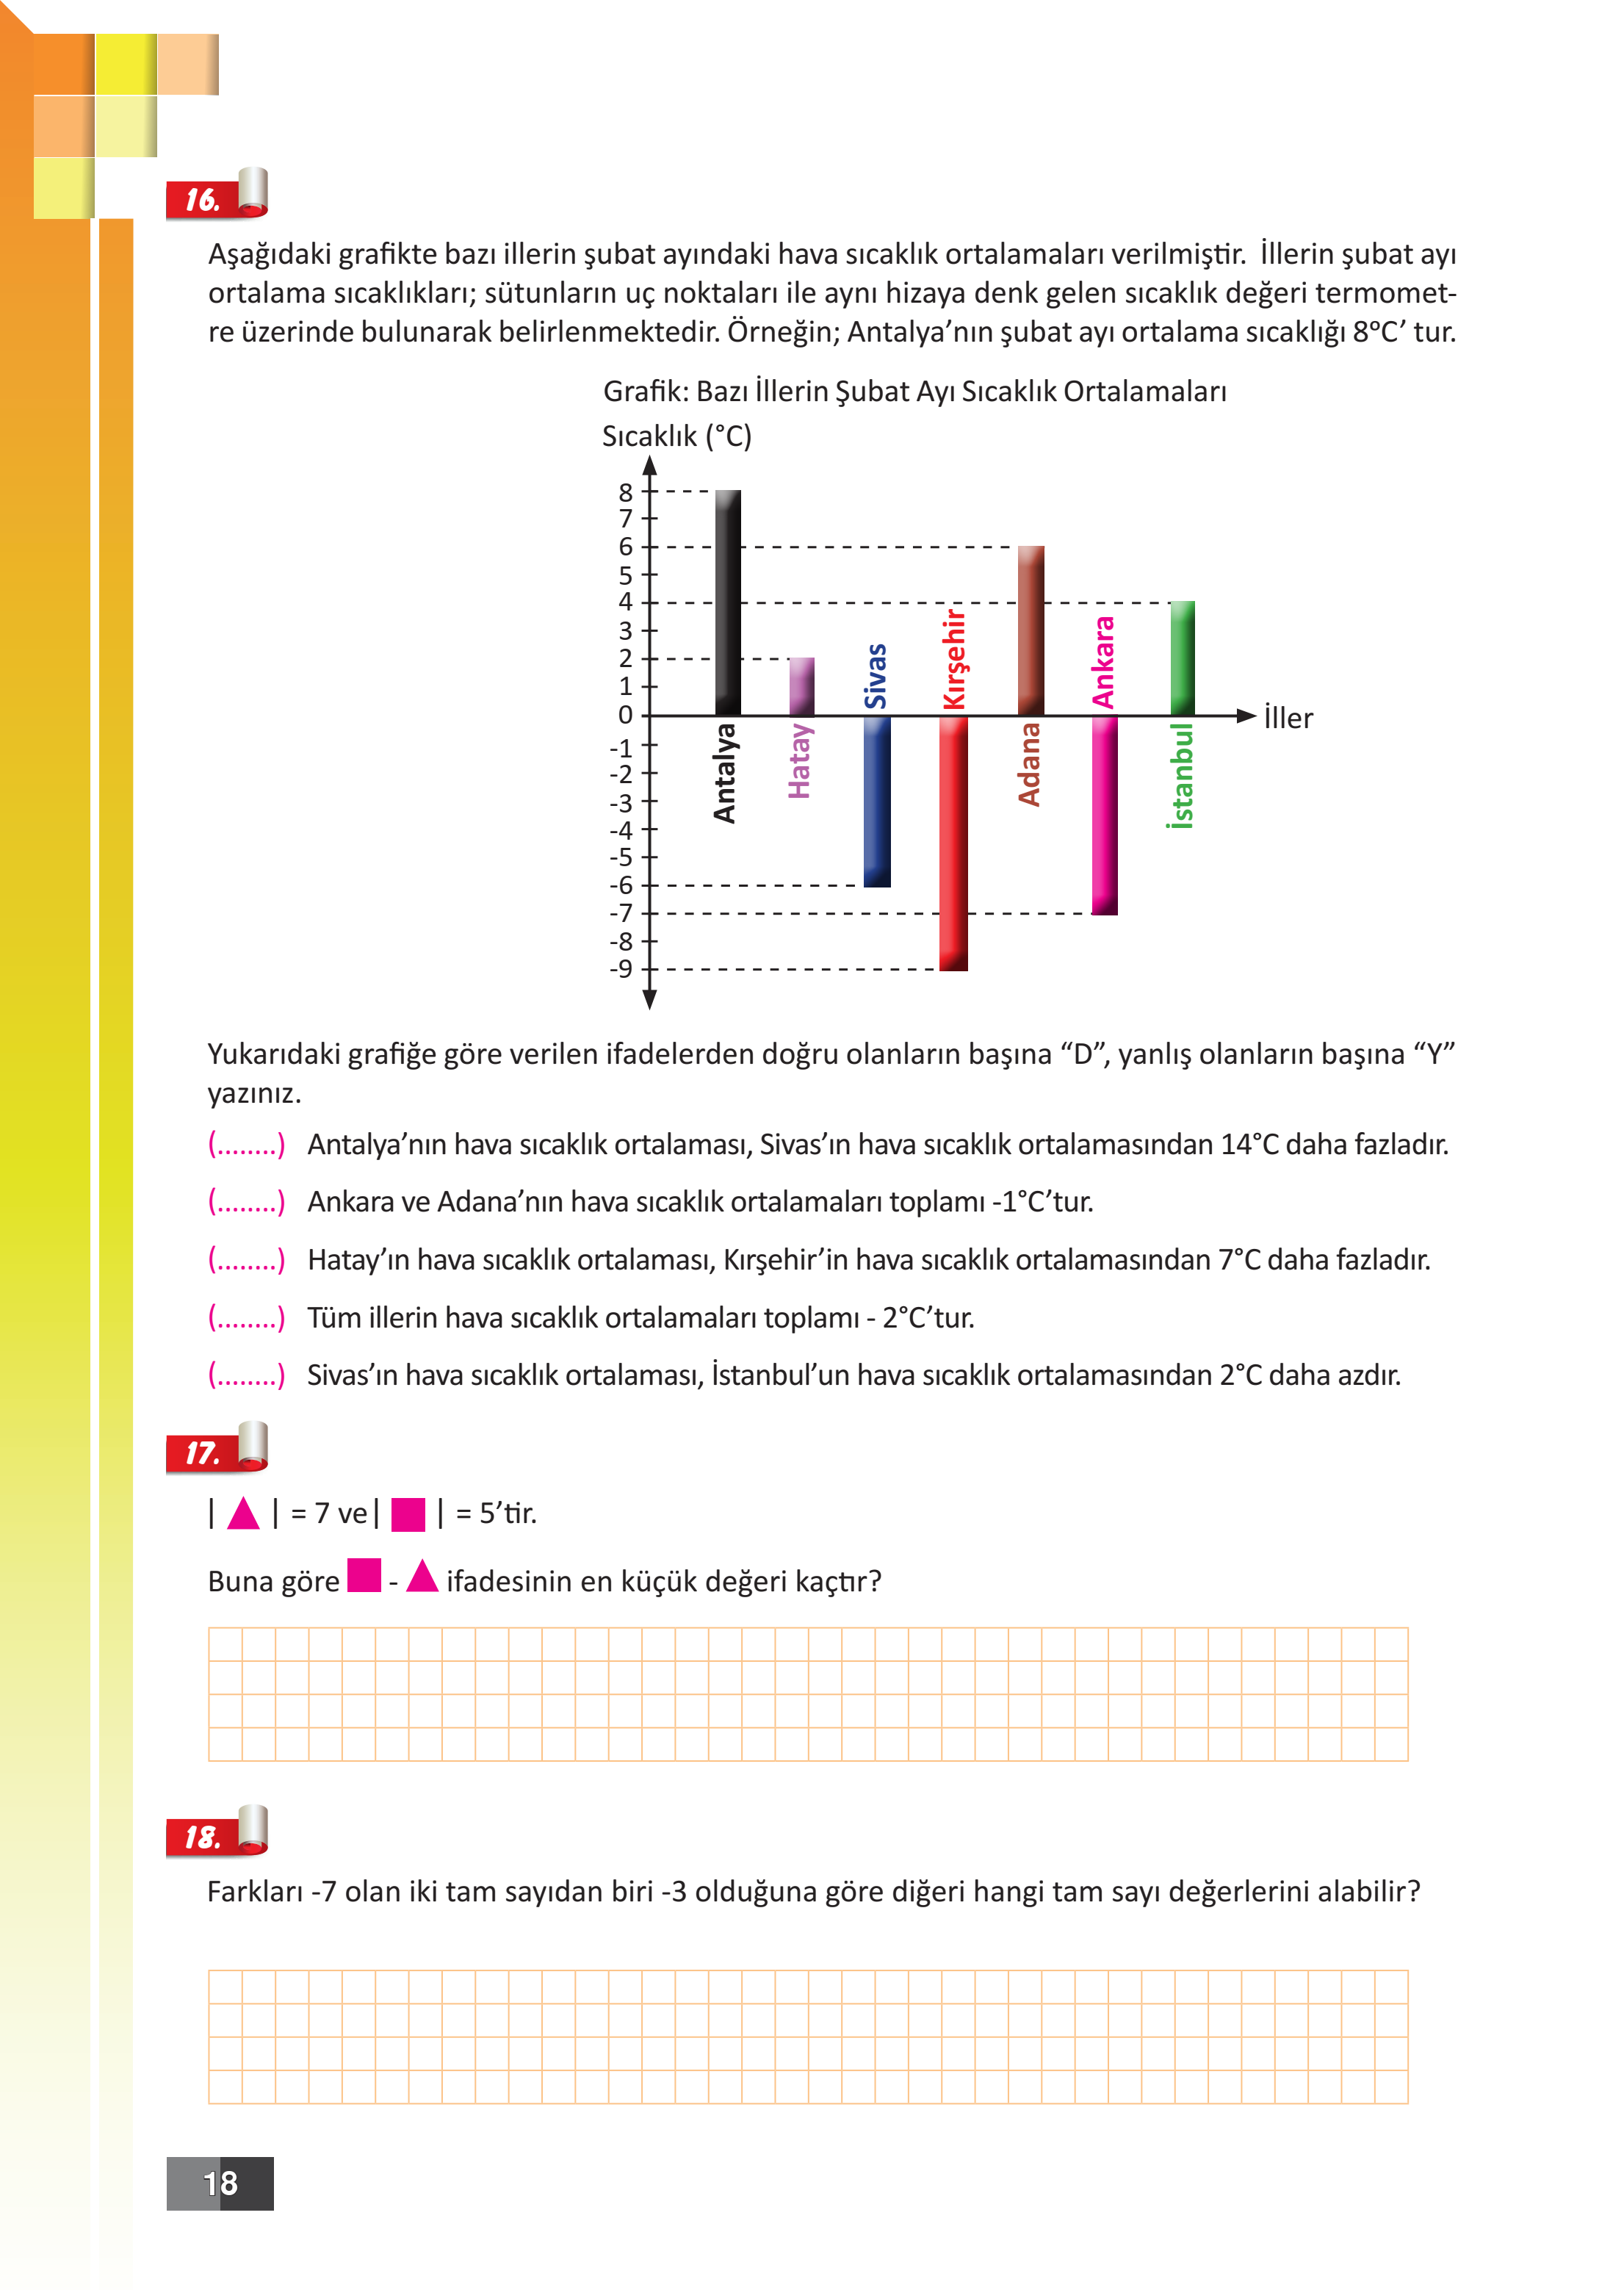 16.
Aşağıdaki grafikte bazı illerin şubat ayındaki hava sıcaklık ortalamaları verilmiştir. İllerin şubat ayı
ortalama sıcaklıkları; sütunların uç noktaları ile aynı hizaya denk gelen sıcaklık değeri termomet-
re üzerinde bulunarak belirlenmektedir. Örneğin; Antalya’nın şubat ayı ortalama sıcaklığı 8ºC’ tur.
Grafik: Bazı İllerin Şubat Ayı Sıcaklık Ortalamaları
Sıcaklık (°C)
8
7
6
5
4
3
2
1
0
-1
-2
-3
-4
-5
-6
-7
-8
-9
Antalya
Hatay
Sivas
Kırşehir
Adana
Ankara
İstanbul
İller
Yukarıdaki grafiğe göre verilen ifadelerden doğru olanların başına “D”, yanlış olanların başına “Y”
yazınız.
(........) Antalya’nın hava sıcaklık ortalaması, Sivas’ın hava sıcaklık ortalamasından 14°C daha fazladır.
(........) Ankara ve Adana’nın hava sıcaklık ortalamaları toplamı -1°C’tur.
(........) Hatay’ın hava sıcaklık ortalaması, Kırşehir’in hava sıcaklık ortalamasından 7°C daha fazladır.
(........) Tüm illerin hava sıcaklık ortalamaları toplamı - 2°C’tur.
(........) Sivas’ın hava sıcaklık ortalaması, İstanbul’un hava sıcaklık ortalamasından 2°C daha azdır.
17.
| ▲ | = 7 ve | ■ | = 5’tir.
Buna göre ■ - ▲ ifadesinin en küçük değeri kaçtır?
18.
Farkları -7 olan iki tam sayıdan biri -3 olduğuna göre diğeri hangi tam sayı değerlerini alabilir?
18